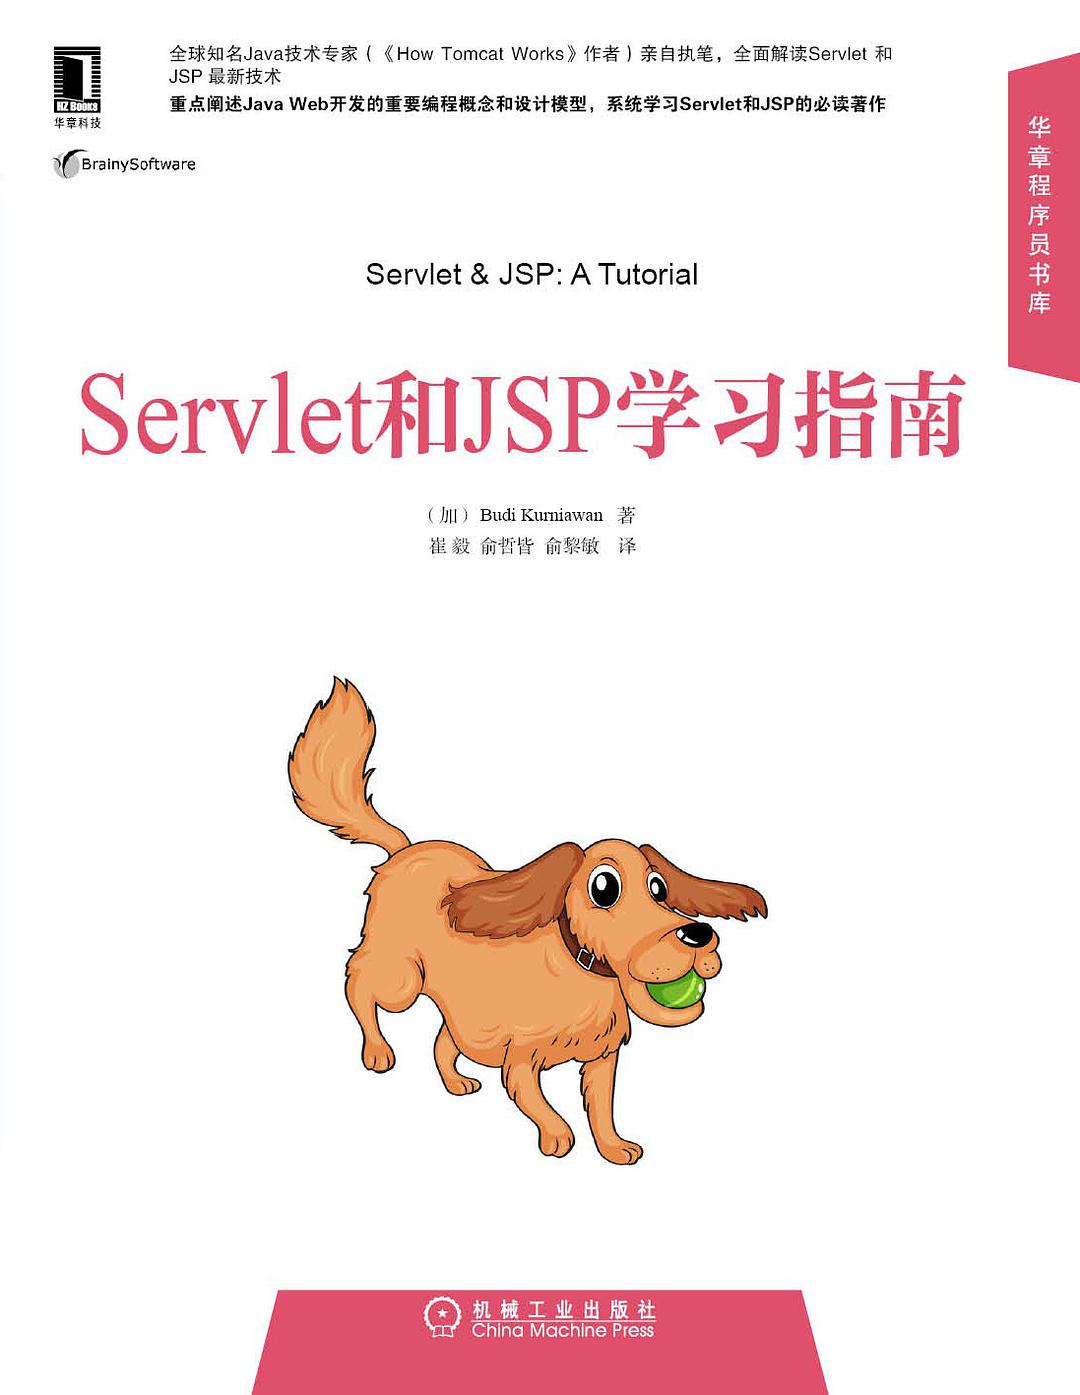 全球知名Java技术专家（《How Tomcat Works》作者）亲自执笔，全面解读Servlet 和
JSP 最新技术
重点阐述Java Web开发的重要编程概念和设计模型，系统学习Servlet和JSP的必读著作
HZ Books
华章科技
BrainySoftware
华章程序员书库
Servlet & JSP: A Tutorial
Servlet和JSP学习指南
（加）Budi Kurniawan 著
崔毅 俞哲皆 俞黎敏 译
机械工业出版社
China Machine Press